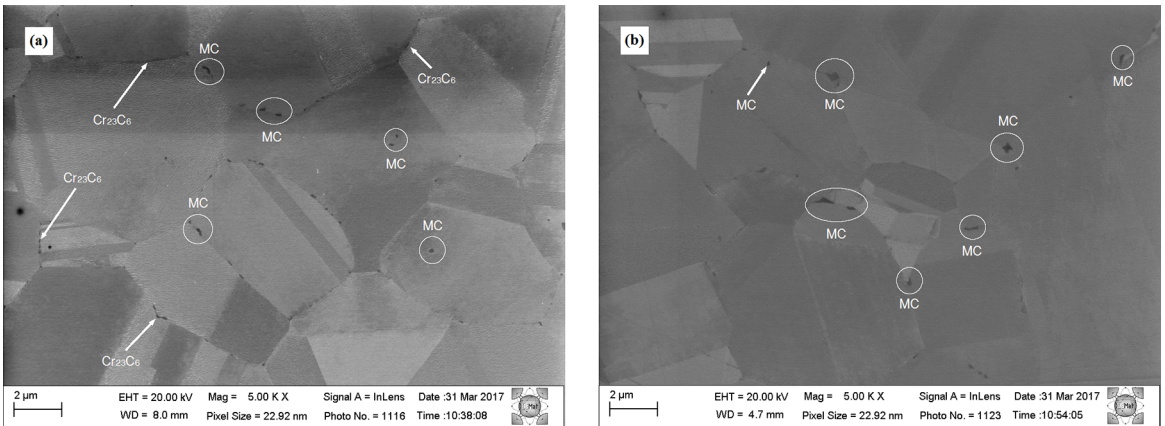 (a)
MC
Cr23C6
Cr23C6
MC
MC
Cr23C6
MC
MC
Cr23C6
2 µm
EHT = 20.00 kV Mag = 5.00 K X Signal A = InLens Date :31 Mar 2017
WD = 8.0 mm Pixel Size = 22.92 nm Photo No. = 1116 Time :10:38:08
Mat
(b)
MC
MC
MC
MC
MC
MC
MC
2 µm
EHT = 20.00 kV Mag = 5.00 K X Signal A = InLens Date :31 Mar 2017
WD = 4.7 mm Pixel Size = 22.92 nm Photo No. = 1123 Time :10:54:05
Mat